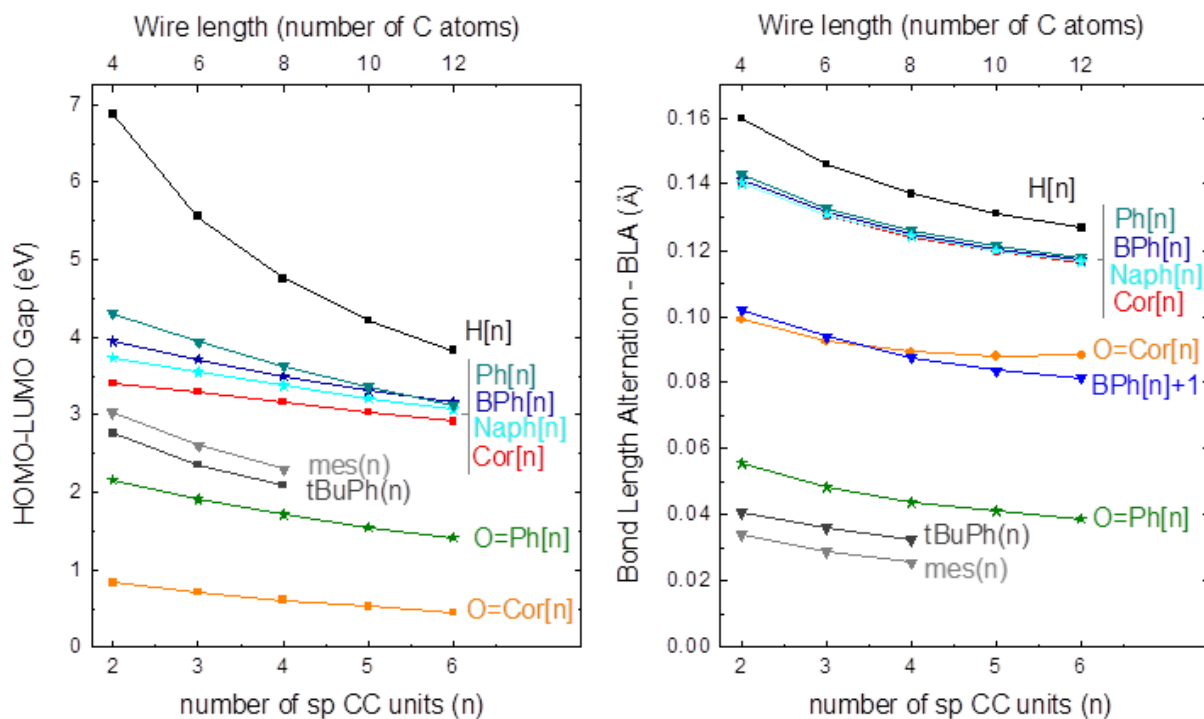 Wire length (number of C atoms)
4 6 8 10 12
7
6
5
4
3
2
1
0
HOMO-LUMO Gap (eV)
H[n]
Ph[n]
BPh[n]
Naph[n]
Cor[n]
mes(n)
tBuPh(n)
O=Ph[n]
O=Cor[n]
2 3 4 5 6
number of sp CC units (n)
Wire length (number of C atoms)
4 6 8 10 12
0.16
0.14
0.12
0.10
0.08
0.06
0.04
0.02
0.00
Bond Length Alternation - BLA (Ä)
H[n]
Ph[n]
BPh[n]
Naph[n]
Cor[n]
O=Cor[n]
BPh[n]+1
O=Ph[n]
tBuPh(n)
mes(n)
2 3 4 5 6
number of sp CC units (n)